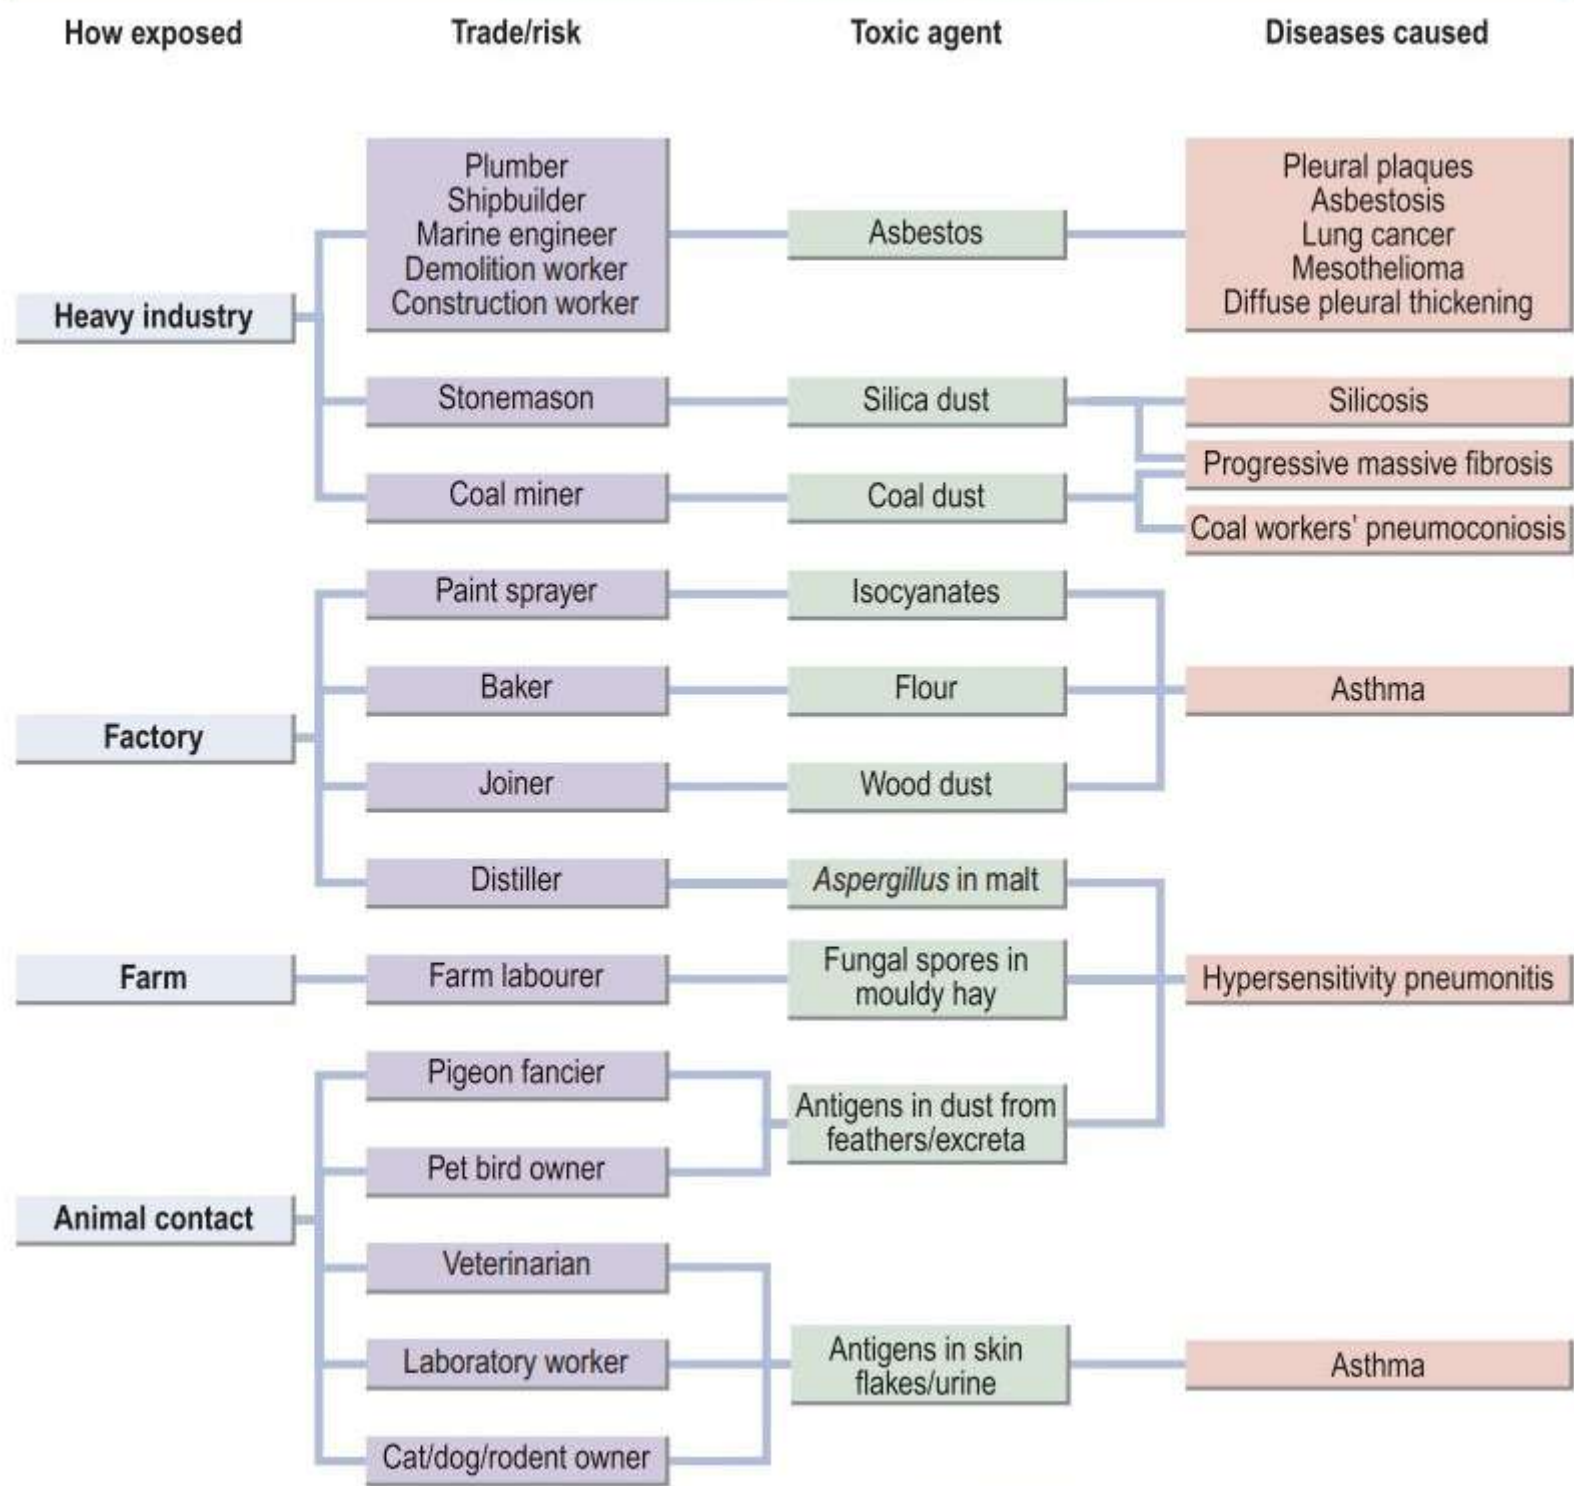 How exposed
Trade/risk
Toxic agent
Diseases caused
Heavy industry
Plumber
Shipbuilder
Marine engineer
Demolition worker
Construction worker
Asbestos
Pleural plaques
Asbestosis
Lung cancer
Mesothelioma
Diffuse pleural thickening
Stonemason
Silica dust
Silicosis
Progressive massive fibrosis
Coal miner
Coal dust
Coal workers’ pneumoconiosis
Factory
Paint sprayer
Isocyanates
Baker
Flour
Asthma
Joiner
Wood dust
Distiller
Aspergillus in malt
Farm
Farm labourer
Fungal spores in
mouldy hay
Hypersensitivity pneumonitis
Animal contact
Pigeon fancier
Pet bird owner
Antigens in dust from
feathers/excreta
Veterinarian
Laboratory worker
Cat/dog/rodent owner
Antigens in skin
flakes/urine
Asthma